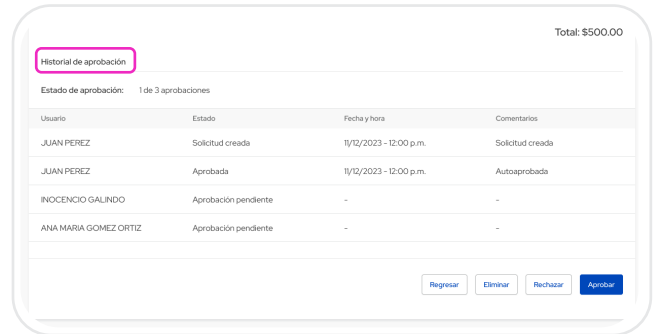 Total: $500.00
Historial de aprobación
Estado de aprobación: 1 de 3 aprobaciones
Usuario Estado Fecha y hora Comentarios
JUAN PEREZ Solicitud creada 11/12/2023 - 12:00 p.m. Solicitud creada
JUAN PEREZ Aprobada 11/12/2023 - 12:00 p.m. Autoaprobada
INOCENCIO GALINDO Aprobación pendiente - -
ANA MARIA GOMEZ ORTIZ Aprobación pendiente - -
Regresar Eliminar Rechazar Aprobar